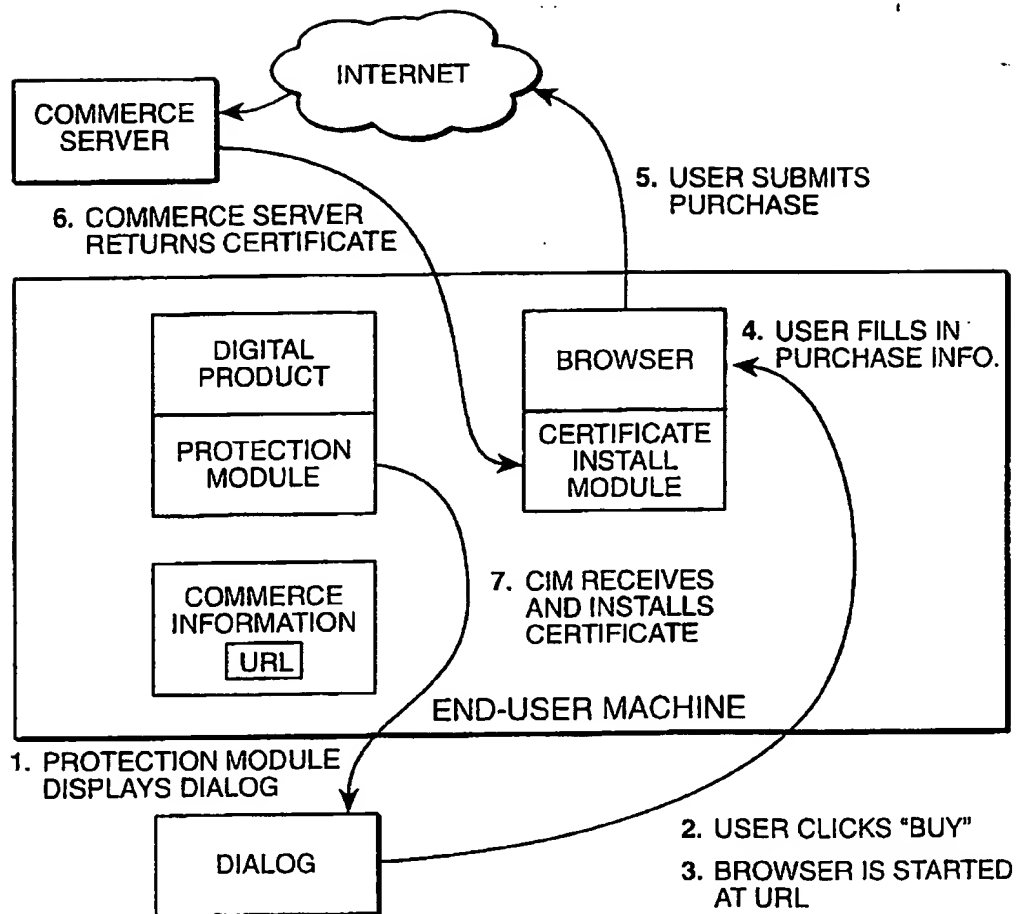 INTERNET
COMMERCE
SERVER
5. USER SUBMITS
PURCHASE
6. COMMERCE SERVER
RETURNS CERTIFICATE
DIGITAL
PRODUCT
PROTECTION
MODULE
BROWSER
CERTIFICATE
INSTALL
MODULE
4. USER FILLS IN
PURCHASE INFO.
COMMERCE
INFORMATION
URL
7. CIM RECEIVES
AND INSTALLS
CERTIFICATE
END-USER MACHINE
1. PROTECTION MODULE
DISPLAYS DIALOG
DIALOG
2. USER CLICKS "BUY"
3. BROWSER IS STARTED
AT URL